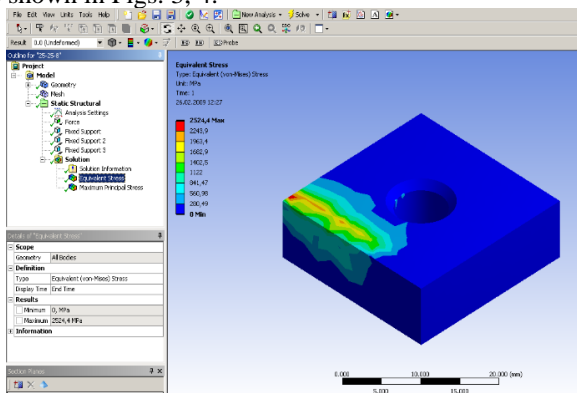 shown in Figs. 3, 4.
File Edit View Units Tools Help
New Analysis
Solve
Result 0.0 (Undeformed)
Probe
Outline for "25-25-8"
Project
Model
Geometry
Mesh
Static Structural
Analysis Settings
Force
Fixed Support
Fixed Support 2
Fixed Support 3
Solution
Solution Information
Equivalent Stress
Maximum Principal Stress
Details of "Equivalent Stress"
Scope
Geometry All Bodies
Definition
Type Equivalent (von-Mises) Stress
Display Time End Time
Results
Minimum 0, MPa
Maximum 2524,4 MPa
Information
Section Planes
Equivalent Stress
Type: Equivalent (von-Mises) Stress
Unit: MPa
Time: 1
26.02.2009 12:27
2524,4 Max
2243,9
1963,4
1682,9
1402,5
1122
841,47
560,98
280,49
0 Min
0.000 10.000 20.000 (mm)
5.000 15.000